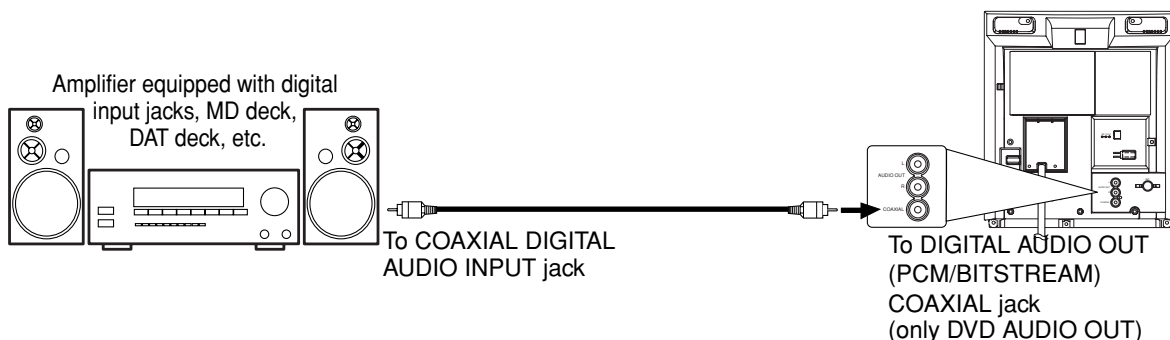 Amplifier equipped with digital
input jacks, MD deck,
DAT deck, etc.
To COAXIAL DIGITAL
AUDIO INPUT jack
L
AUDIO OUT
R
COAXIAL
To DIGITAL AUDIO OUT
(PCM/BITSTREAM)
COAXIAL jack
(only DVD AUDIO OUT)